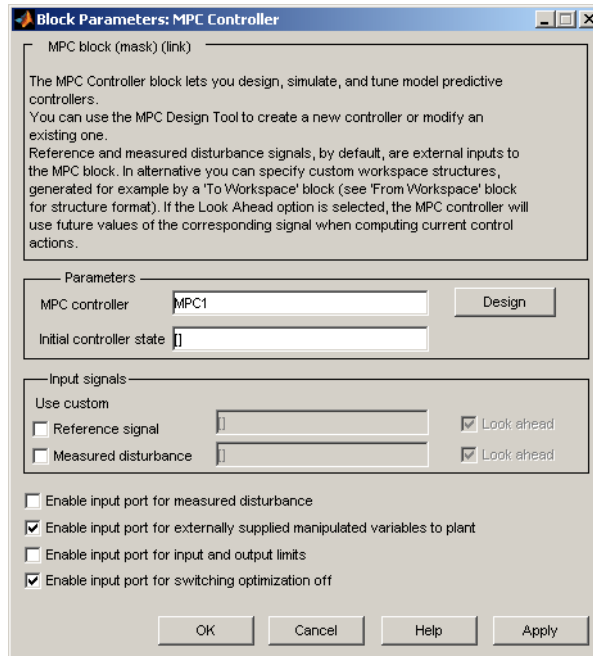 Block Parameters: MPC Controller
MPC block (mask) (link)
The MPC Controller block lets you design, simulate, and tune model predictive
controllers.
You can use the MPC Design Tool to create a new controller or modify an
existing one.
Reference and measured disturbance signals, by default, are external inputs to
the MPC block. In alternative you can specify custom workspace structures,
generated for example by a 'To Workspace' block (see 'From Workspace' block
for structure format). If the Look Ahead option is selected, the MPC controller will
use future values of the corresponding signal when computing current control
actions.
Parameters
MPC controller MPC1 Design
Initial controller state []
Input signals
Use custom
Reference signal [] Look ahead
Measured disturbance [] Look ahead
Enable input port for measured disturbance
Enable input port for externally supplied manipulated variables to plant
Enable input port for input and output limits
Enable input port for switching optimization off
OK Cancel Help Apply